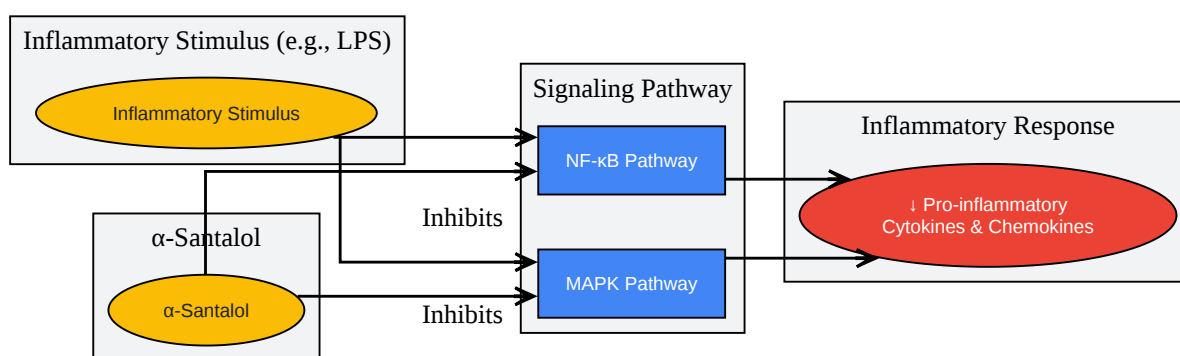 Inflammatory Stimulus (e.g., LPS)
Inflammatory Stimulus
α-Santalol
α-Santalol
Inhibits
Inhibits
Signaling Pathway
NF-κB Pathway
MAPK Pathway
Inflammatory Response
↓ Pro-inflammatory
Cytokines & Chemokines